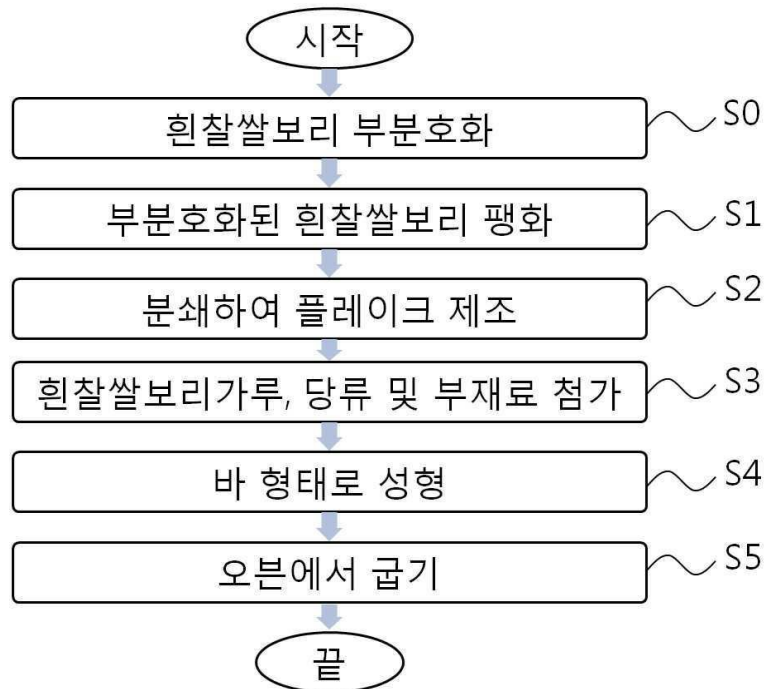 시작
흰찰쌀보리 부분호화 S0
부분호화된 흰찰쌀보리 팽화 S1
분쇄하여 플레이크 제조 S2
흰찰쌀보리가루, 당류 및 부재료 첨가 S3
바 형태로 성형 S4
오븐에서 굽기 S5
끝